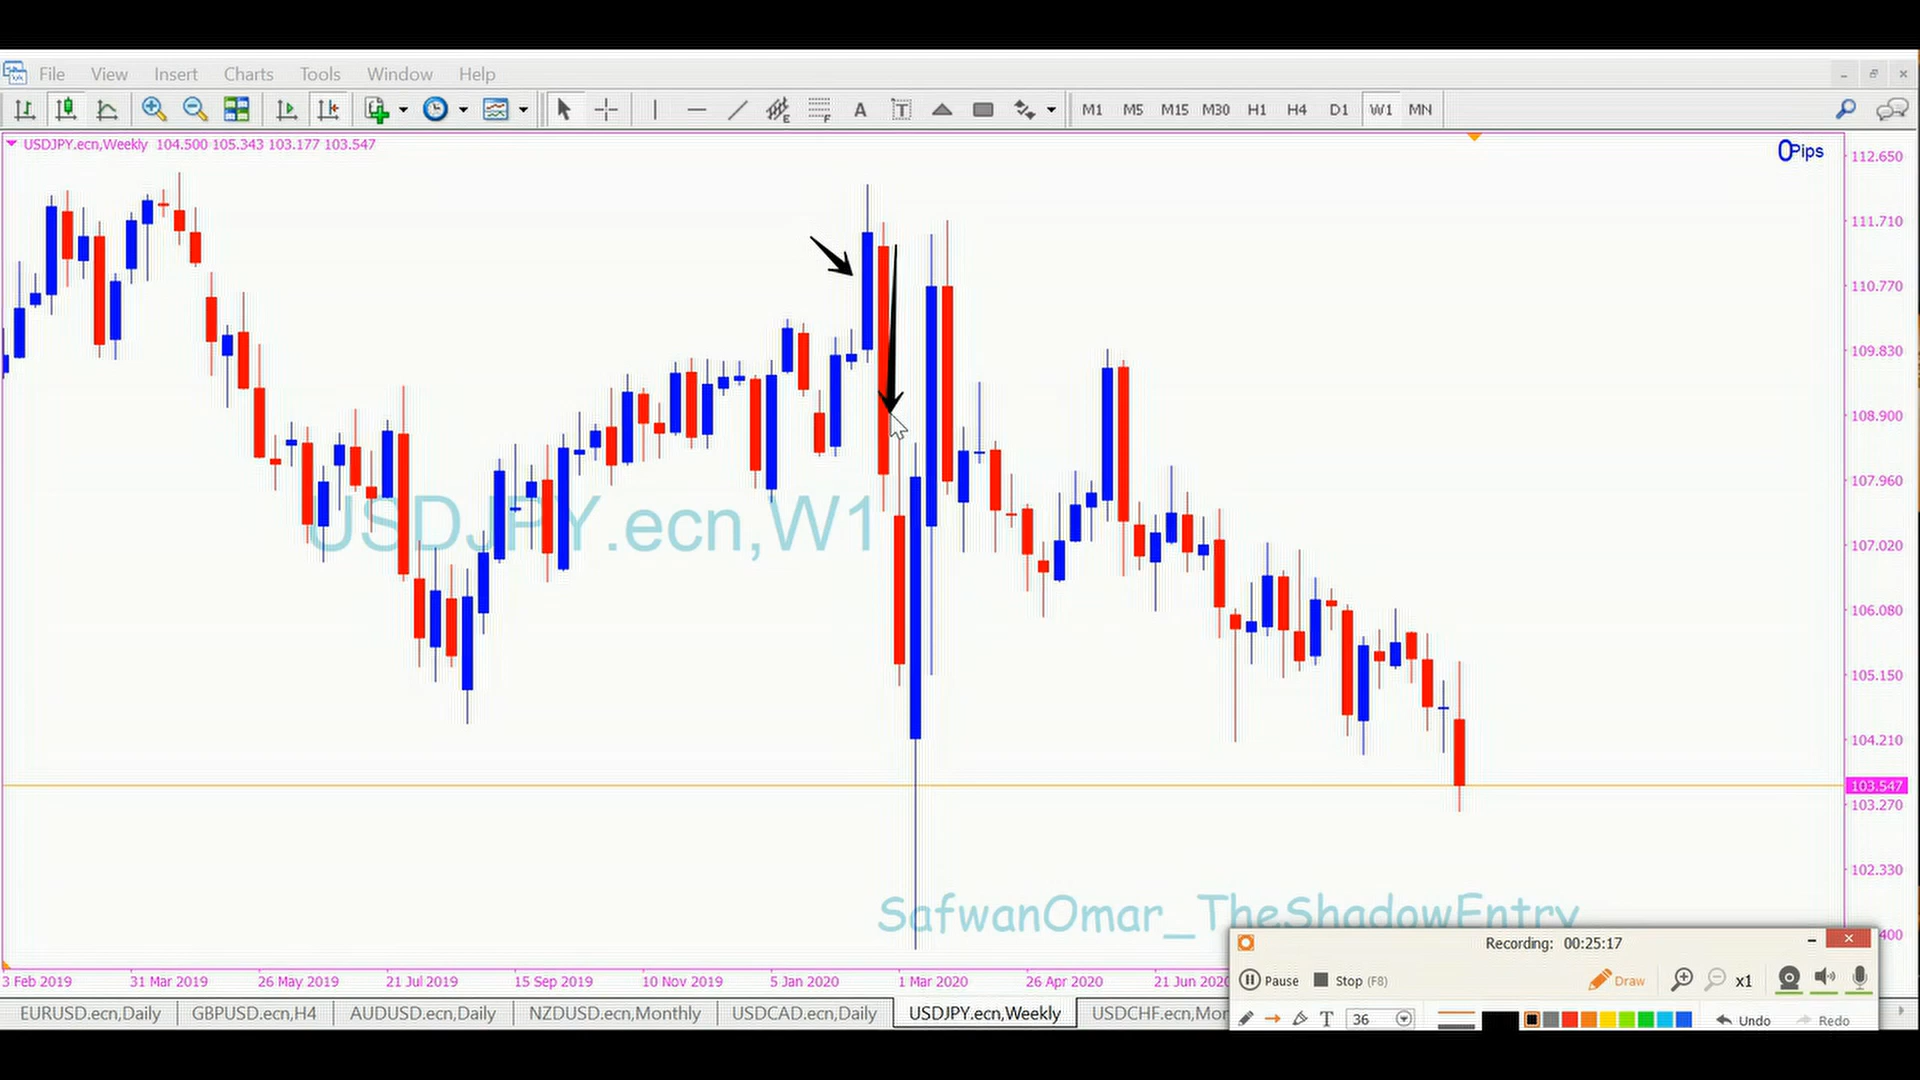 File View Insert Charts Tools Window Help
A T M1 M5 M15 M30 H1 H4 D1 W1 MN
USDJPY.ecn,Weekly 104.500 105.343 103.177 103.547
0Pips
112.650
111.710
110.770
109.830
108.900
107.960
USDJPY.ecn,W1
107.020
106.080
105.150
104.210
103.547
103.270
102.330
SafwanOmar_TheShadowEntry
400
Recording: 00:25:17
3 Feb 2019 31 Mar 2019 26 May 2019 21 Jul 2019 15 Sep 2019 10 Nov 2019 5 Jan 2020 1 Mar 2020 26 Apr 2020 21 Jun 2020
Pause Stop (F8) Draw x1
EURUSD.ecn,Daily GBPUSD.ecn,H4 AUDUSD.ecn,Daily NZDUSD.ecn,Monthly USDCAD.ecn,Daily USDJPY.ecn,Weekly USDCHF.ecn,Mor
T 36 Undo Redo